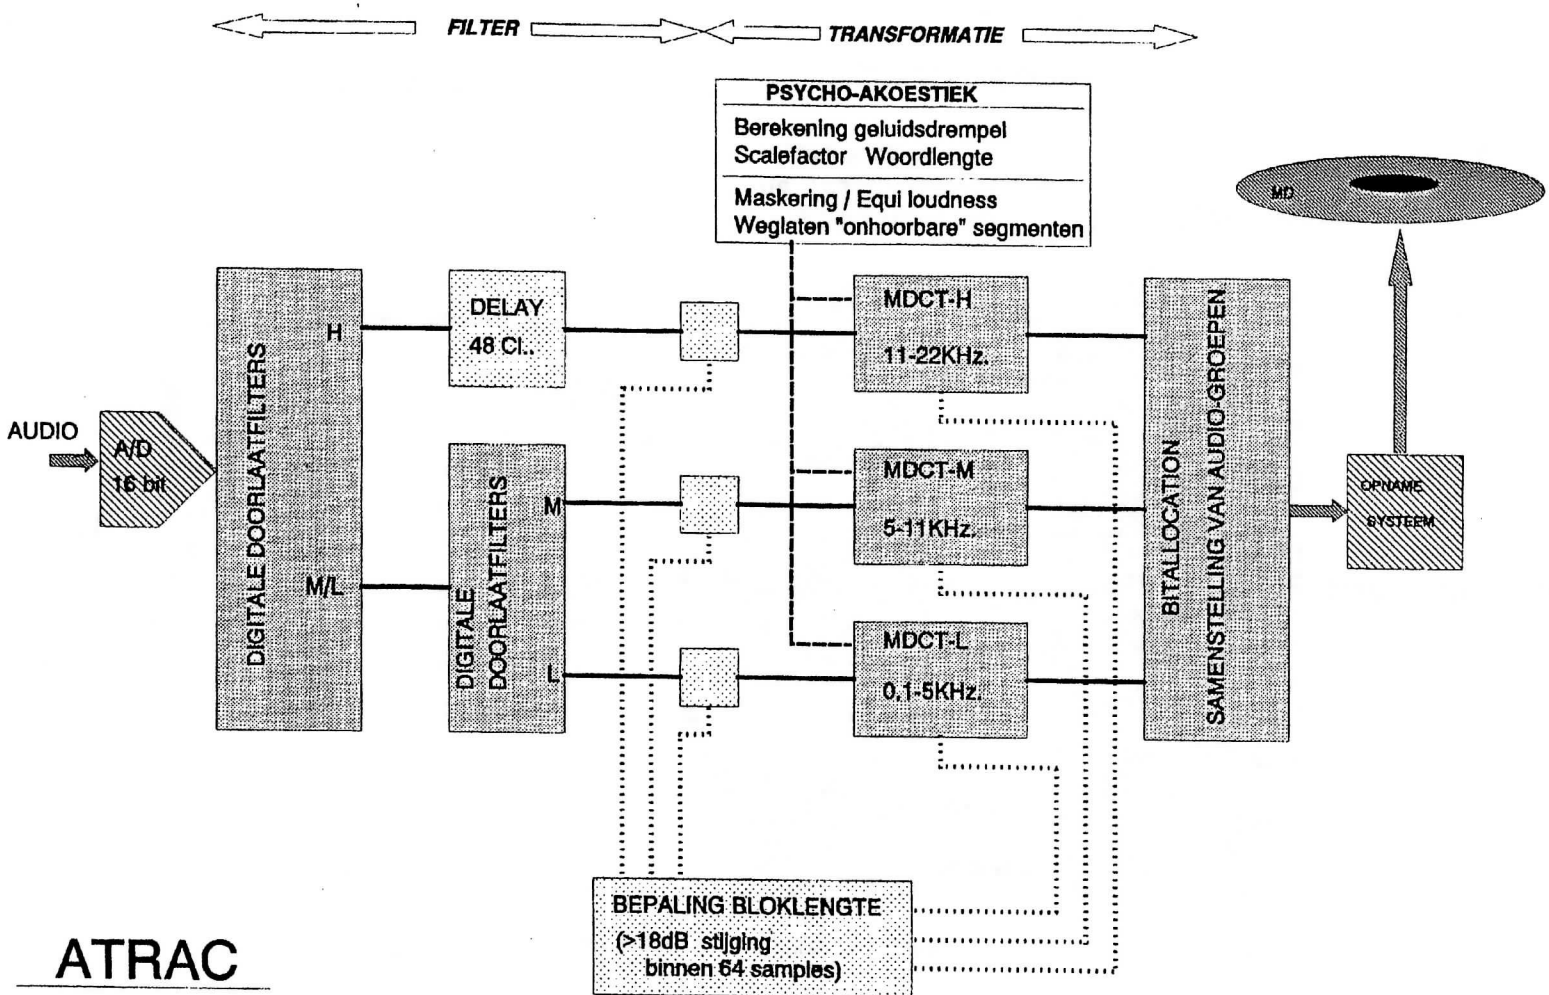 FILTER
TRANSFORMATIE
PSYCHO-AKOESTIEK
Berekening geluidsdrempel
Scalefactor Woordlengte
Maskering / Equi loudness
Weglaten "onhoorbare" segmenten
MD
AUDIO
A/D
16 bit
DIGITALE DOORLAATFILTERS
H
M/L
DELAY
48 Cl..
DIGITALE
DOORLAATFILTERS
M
L
MDCT-H
11-22KHz.
MDCT-M
5-11KHz.
MDCT-L
0,1-5KHz.
BITALLOCATION
SAMENSTELLING VAN AUDIO-GROEPEN
OPNAME
SYSTEEM
BEPALING BLOKLENGTE
(>18dB stijging
binnen 64 samples)
ATRAC